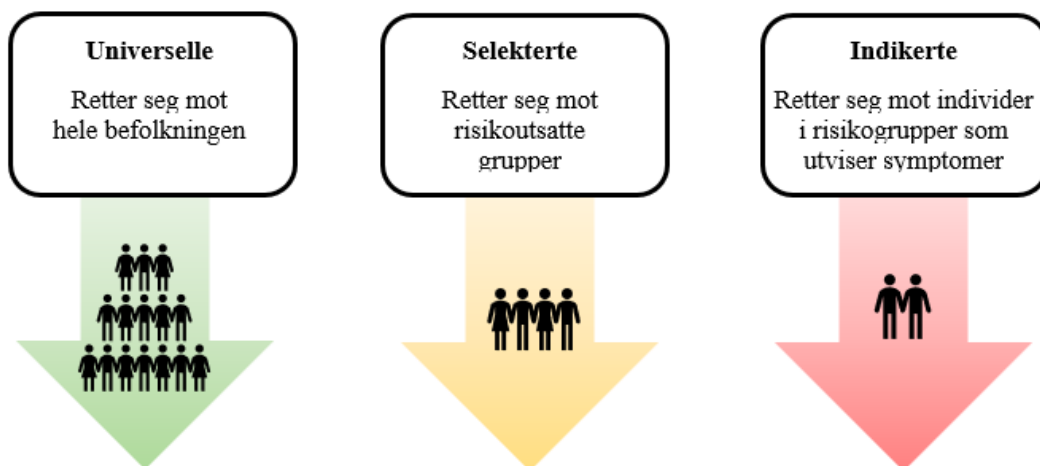 Universelle
Retter seg mot
hele befolkningen
Selekterte
Retter seg mot
risikoutsatte
grupper
Indikerte
Retter seg mot individer
i risikogrupper som
utviser symptomer